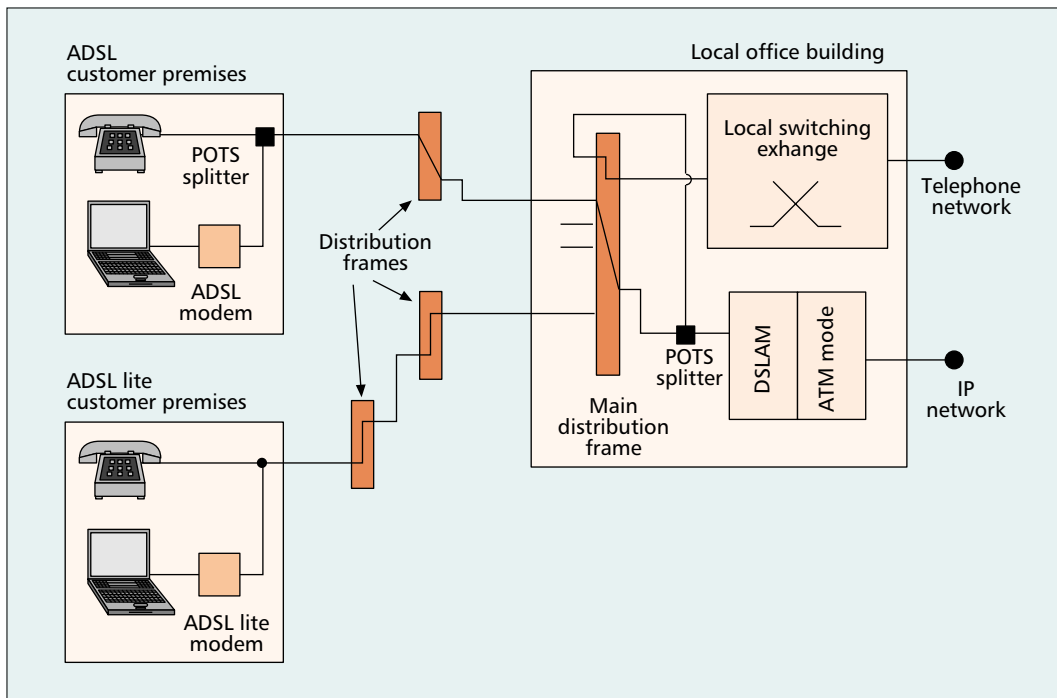 ADSL
customer premises
POTS
splitter
ADSL
modem
ADSL lite
customer premises
ADSL lite
modem
Distribution
frames
Local office building
Local switching
exhange
Main
distribution
frame
POTS
splitter
DSLAM
ATM mode
Telephone
network
IP
network